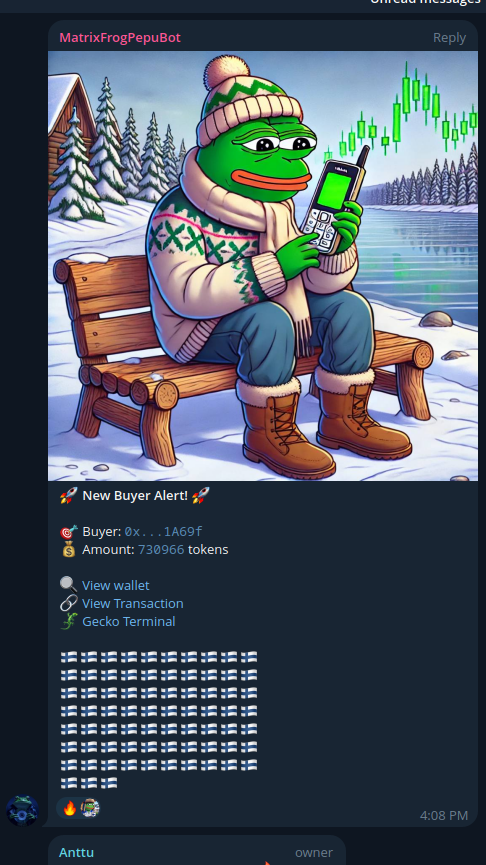 Unread messages
MatrixFrogPepuBot Reply
🚀 New Buyer Alert! 🚀
🎯 Buyer: 0x...1A69f
💰 Amount: 730966 tokens
🔍 View wallet
🔗 View Transaction
🦎 Gecko Terminal
🇫🇮🇫🇮🇫🇮🇫🇮🇫🇮🇫🇮🇫🇮🇫🇮🇫🇮🇫🇮
🇫🇮🇫🇮🇫🇮🇫🇮🇫🇮🇫🇮🇫🇮🇫🇮🇫🇮🇫🇮
🇫🇮🇫🇮🇫🇮🇫🇮🇫🇮🇫🇮🇫🇮🇫🇮🇫🇮🇫🇮
🇫🇮🇫🇮🇫🇮🇫🇮🇫🇮🇫🇮🇫🇮🇫🇮🇫🇮🇫🇮
🇫🇮🇫🇮🇫🇮🇫🇮🇫🇮🇫🇮🇫🇮🇫🇮🇫🇮🇫🇮
🇫🇮🇫🇮🇫🇮🇫🇮🇫🇮🇫🇮🇫🇮🇫🇮🇫🇮🇫🇮
🇫🇮🇫🇮🇫🇮🇫🇮🇫🇮🇫🇮🇫🇮🇫🇮🇫🇮🇫🇮
🇫🇮🇫🇮🇫🇮
🔥
4:08 PM
Anttu owner